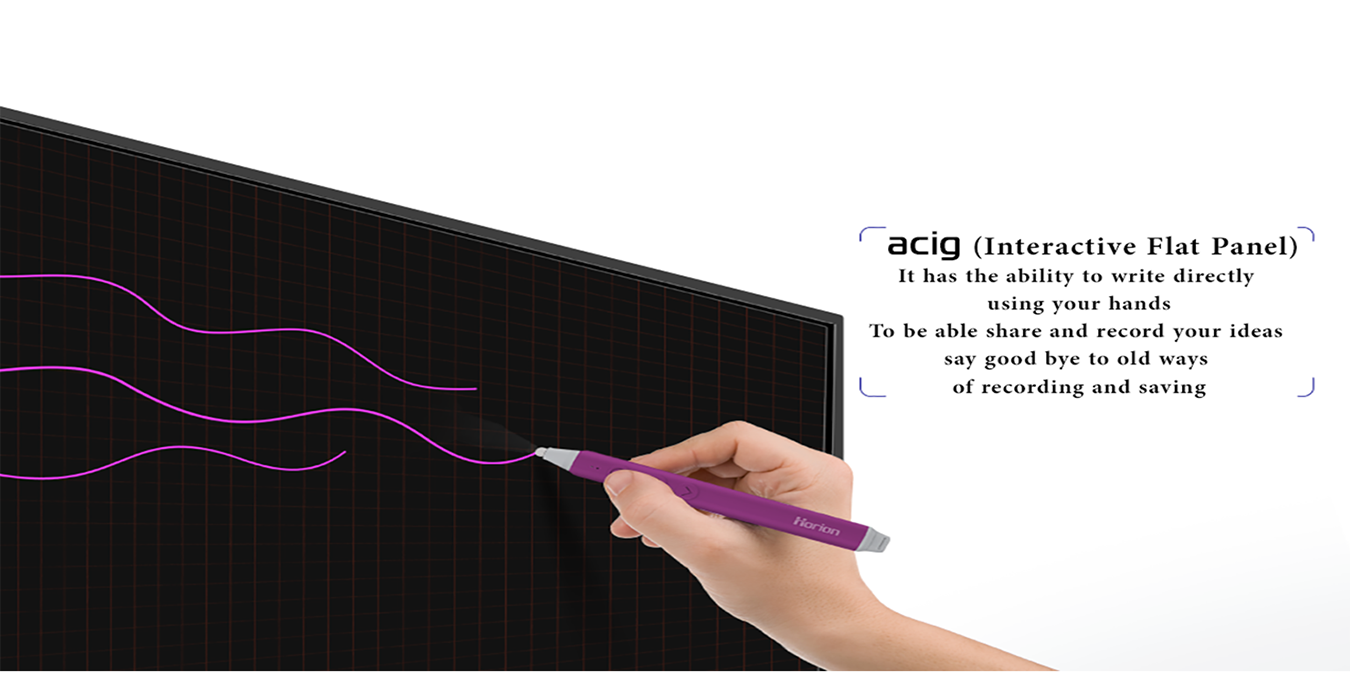 acig (Interactive Flat Panel)
It has the ability to write directly
using your hands
To be able share and record your ideas
say good bye to old ways
of recording and saving
Horion